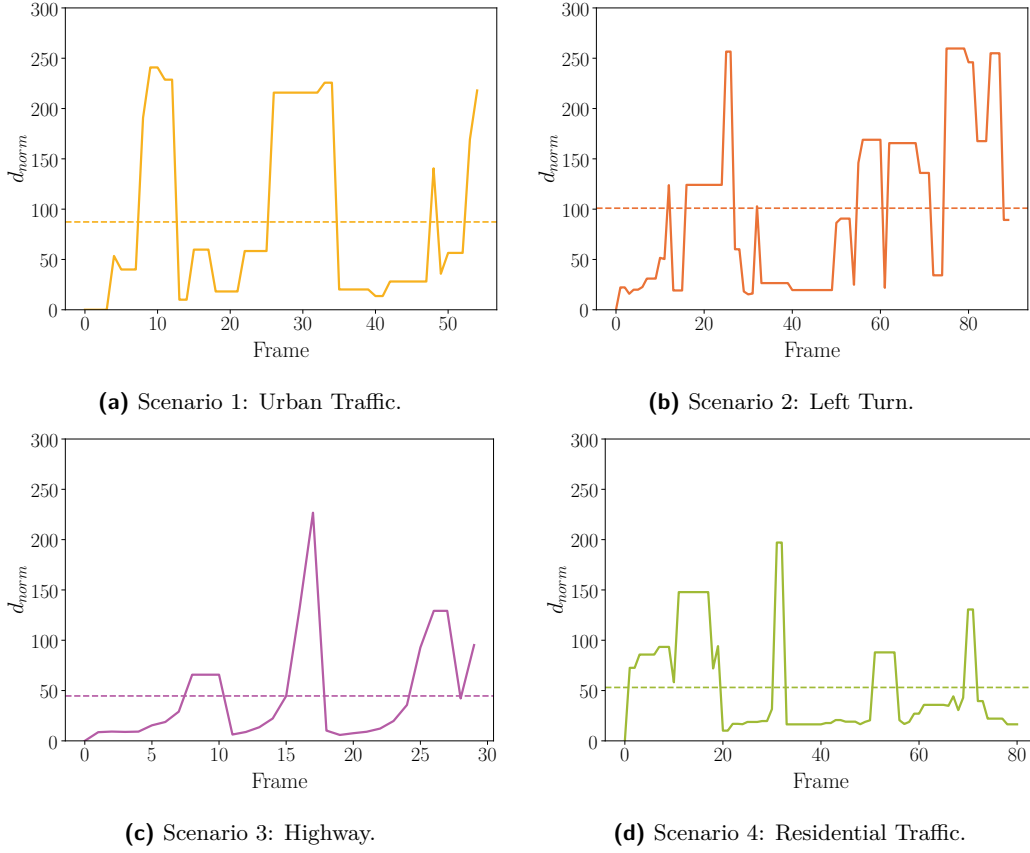 300
250
200
150
100
50
0
d_norm
0 10 20 30 40 50
Frame
(a) Scenario 1: Urban Traffic.
300
250
200
150
100
50
0
d_norm
0 20 40 60 80
Frame
(b) Scenario 2: Left Turn.
300
250
200
150
100
50
0
d_norm
0 5 10 15 20 25 30
Frame
(c) Scenario 3: Highway.
300
250
200
150
100
50
0
d_norm
0 20 40 60 80
Frame
(d) Scenario 4: Residential Traffic.